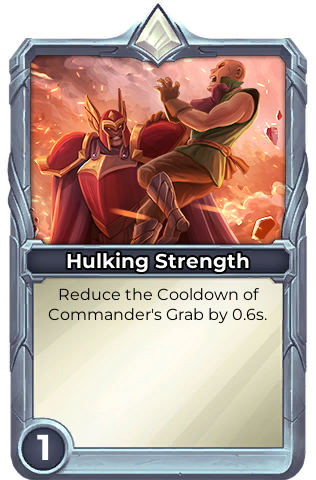 Hulking Strength
Reduce the Cooldown of
Commander's Grab by 0.6s.
1